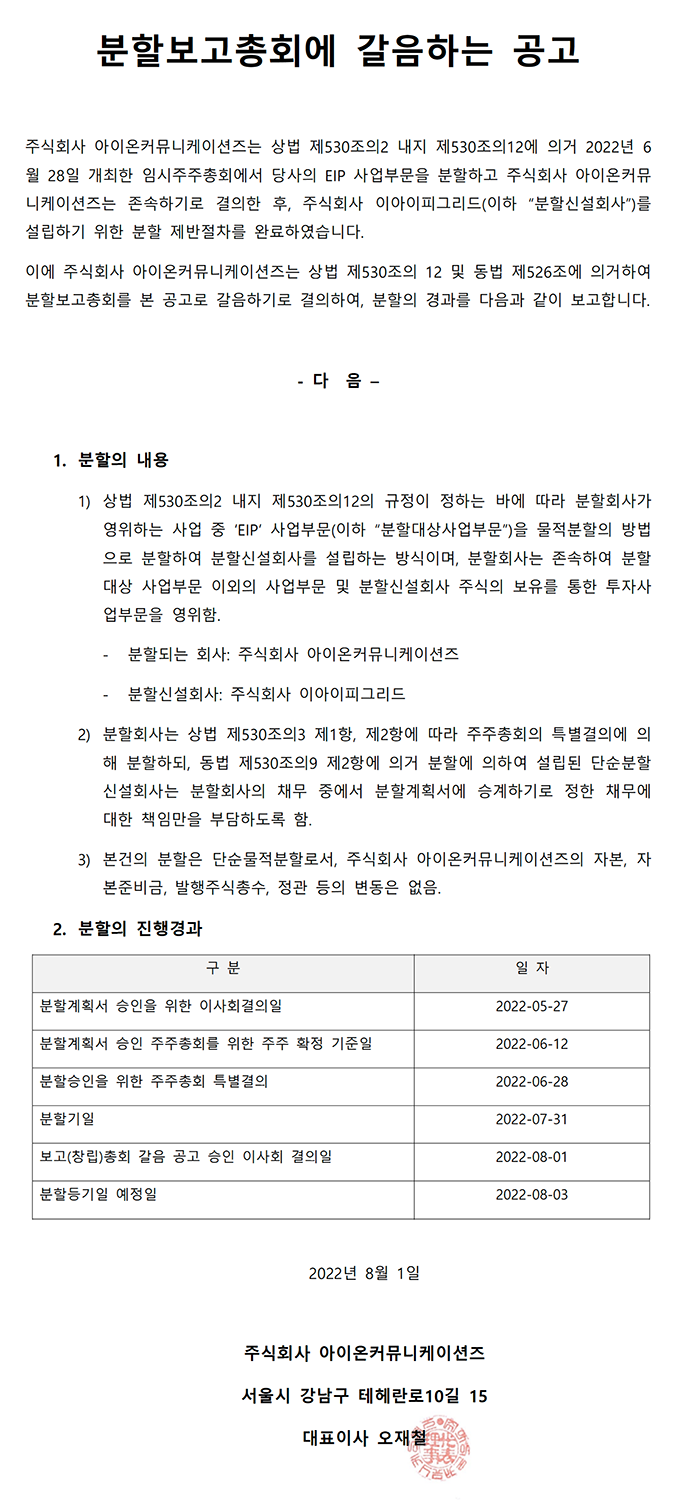 분할보고총회에 갈음하는 공고
주식회사 아이온커뮤니케이션즈는 상법 제530조의2 내지 제530조의12에 의거 2022년 6
월 28일 개최한 임시주주총회에서 당사의 EIP 사업부문을 분할하고 주식회사 아이온커뮤
니케이션즈는 존속하기로 결의한 후, 주식회사 이아이피그리드(이하 “분할신설회사”)를
설립하기 위한 분할 제반절차를 완료하였습니다.
이에 주식회사 아이온커뮤니케이션즈는 상법 제530조의 12 및 동법 제526조에 의거하여
분할보고총회를 본 공고로 갈음하기로 결의하여, 분할의 경과를 다음과 같이 보고합니다.
- 다 음 –
1. 분할의 내용
1) 상법 제530조의2 내지 제530조의12의 규정이 정하는 바에 따라 분할회사가
영위하는 사업 중 ‘EIP’ 사업부문(이하 “분할대상사업부문”)을 물적분할의 방법
으로 분할하여 분할신설회사를 설립하는 방식이며, 분할회사는 존속하여 분할
대상 사업부문 이외의 사업부문 및 분할신설회사 주식의 보유를 통한 투자사
업부문을 영위함.
- 분할되는 회사: 주식회사 아이온커뮤니케이션즈
- 분할신설회사: 주식회사 이아이피그리드
2) 분할회사는 상법 제530조의3 제1항, 제2항에 따라 주주총회의 특별결의에 의
해 분할하되, 동법 제530조의9 제2항에 의거 분할에 의하여 설립된 단순분할
신설회사는 분할회사의 채무 중에서 분할계획서에 승계하기로 정한 채무에
대한 책임만을 부담하도록 함.
3) 본건의 분할은 단순물적분할로서, 주식회사 아이온커뮤니케이션즈의 자본, 자
본준비금, 발행주식총수, 정관 등의 변동은 없음.
2. 분할의 진행경과
구 분 일 자
분할계획서 승인을 위한 이사회결의일 2022-05-27
분할계획서 승인 주주총회를 위한 주주 확정 기준일 2022-06-12
분할승인을 위한 주주총회 특별결의 2022-06-28
분할기일 2022-07-31
보고(창립)총회 갈음 공고 승인 이사회 결의일 2022-08-01
분할등기일 예정일 2022-08-03
2022년 8월 1일
주식회사 아이온커뮤니케이션즈
서울시 강남구 테헤란로10길 15
대표이사 오재철